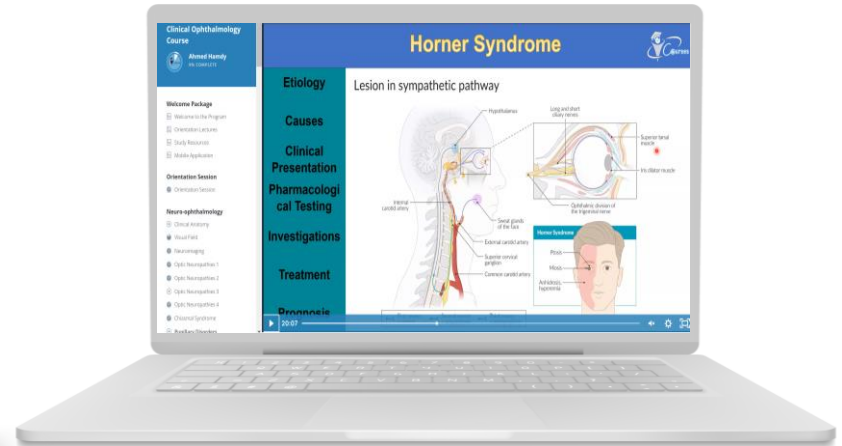 Clinical Ophthalmology
Course
Ahmed Hamdy
Welcome Package
Welcome to the Program
Orientation Lectures
Study Resources
Mobile Application
Orientation Session
Orientation Session
Neuro-ophthalmology
Clinical Anatomy
Visual Field
Neuroimaging
Optic Neuropathies 1
Optic Neuropathies 2
Optic Neuropathies 3
Optic Neuropathies 4
Chiasmal Syndrome
Pupillary Disorders
Horner Syndrome
Courses
Etiology
Causes
Clinical
Presentation
Pharmacologi
cal Testing
Investigations
Treatment
Prognosis
Lesion in sympathetic pathway
Hypothalamus
Long and short
ciliary nerves
Superior tarsal
muscle
Iris dilator muscle
Ophthalmic division of
the trigeminal nerve
Internal
carotid artery
Sweat glands
of the face
External carotid artery
Superior cervical
ganglion
Common carotid artery
Horner Syndrome
Ptosis
Miosis
Anhidrosis,
hyperemia
20:07